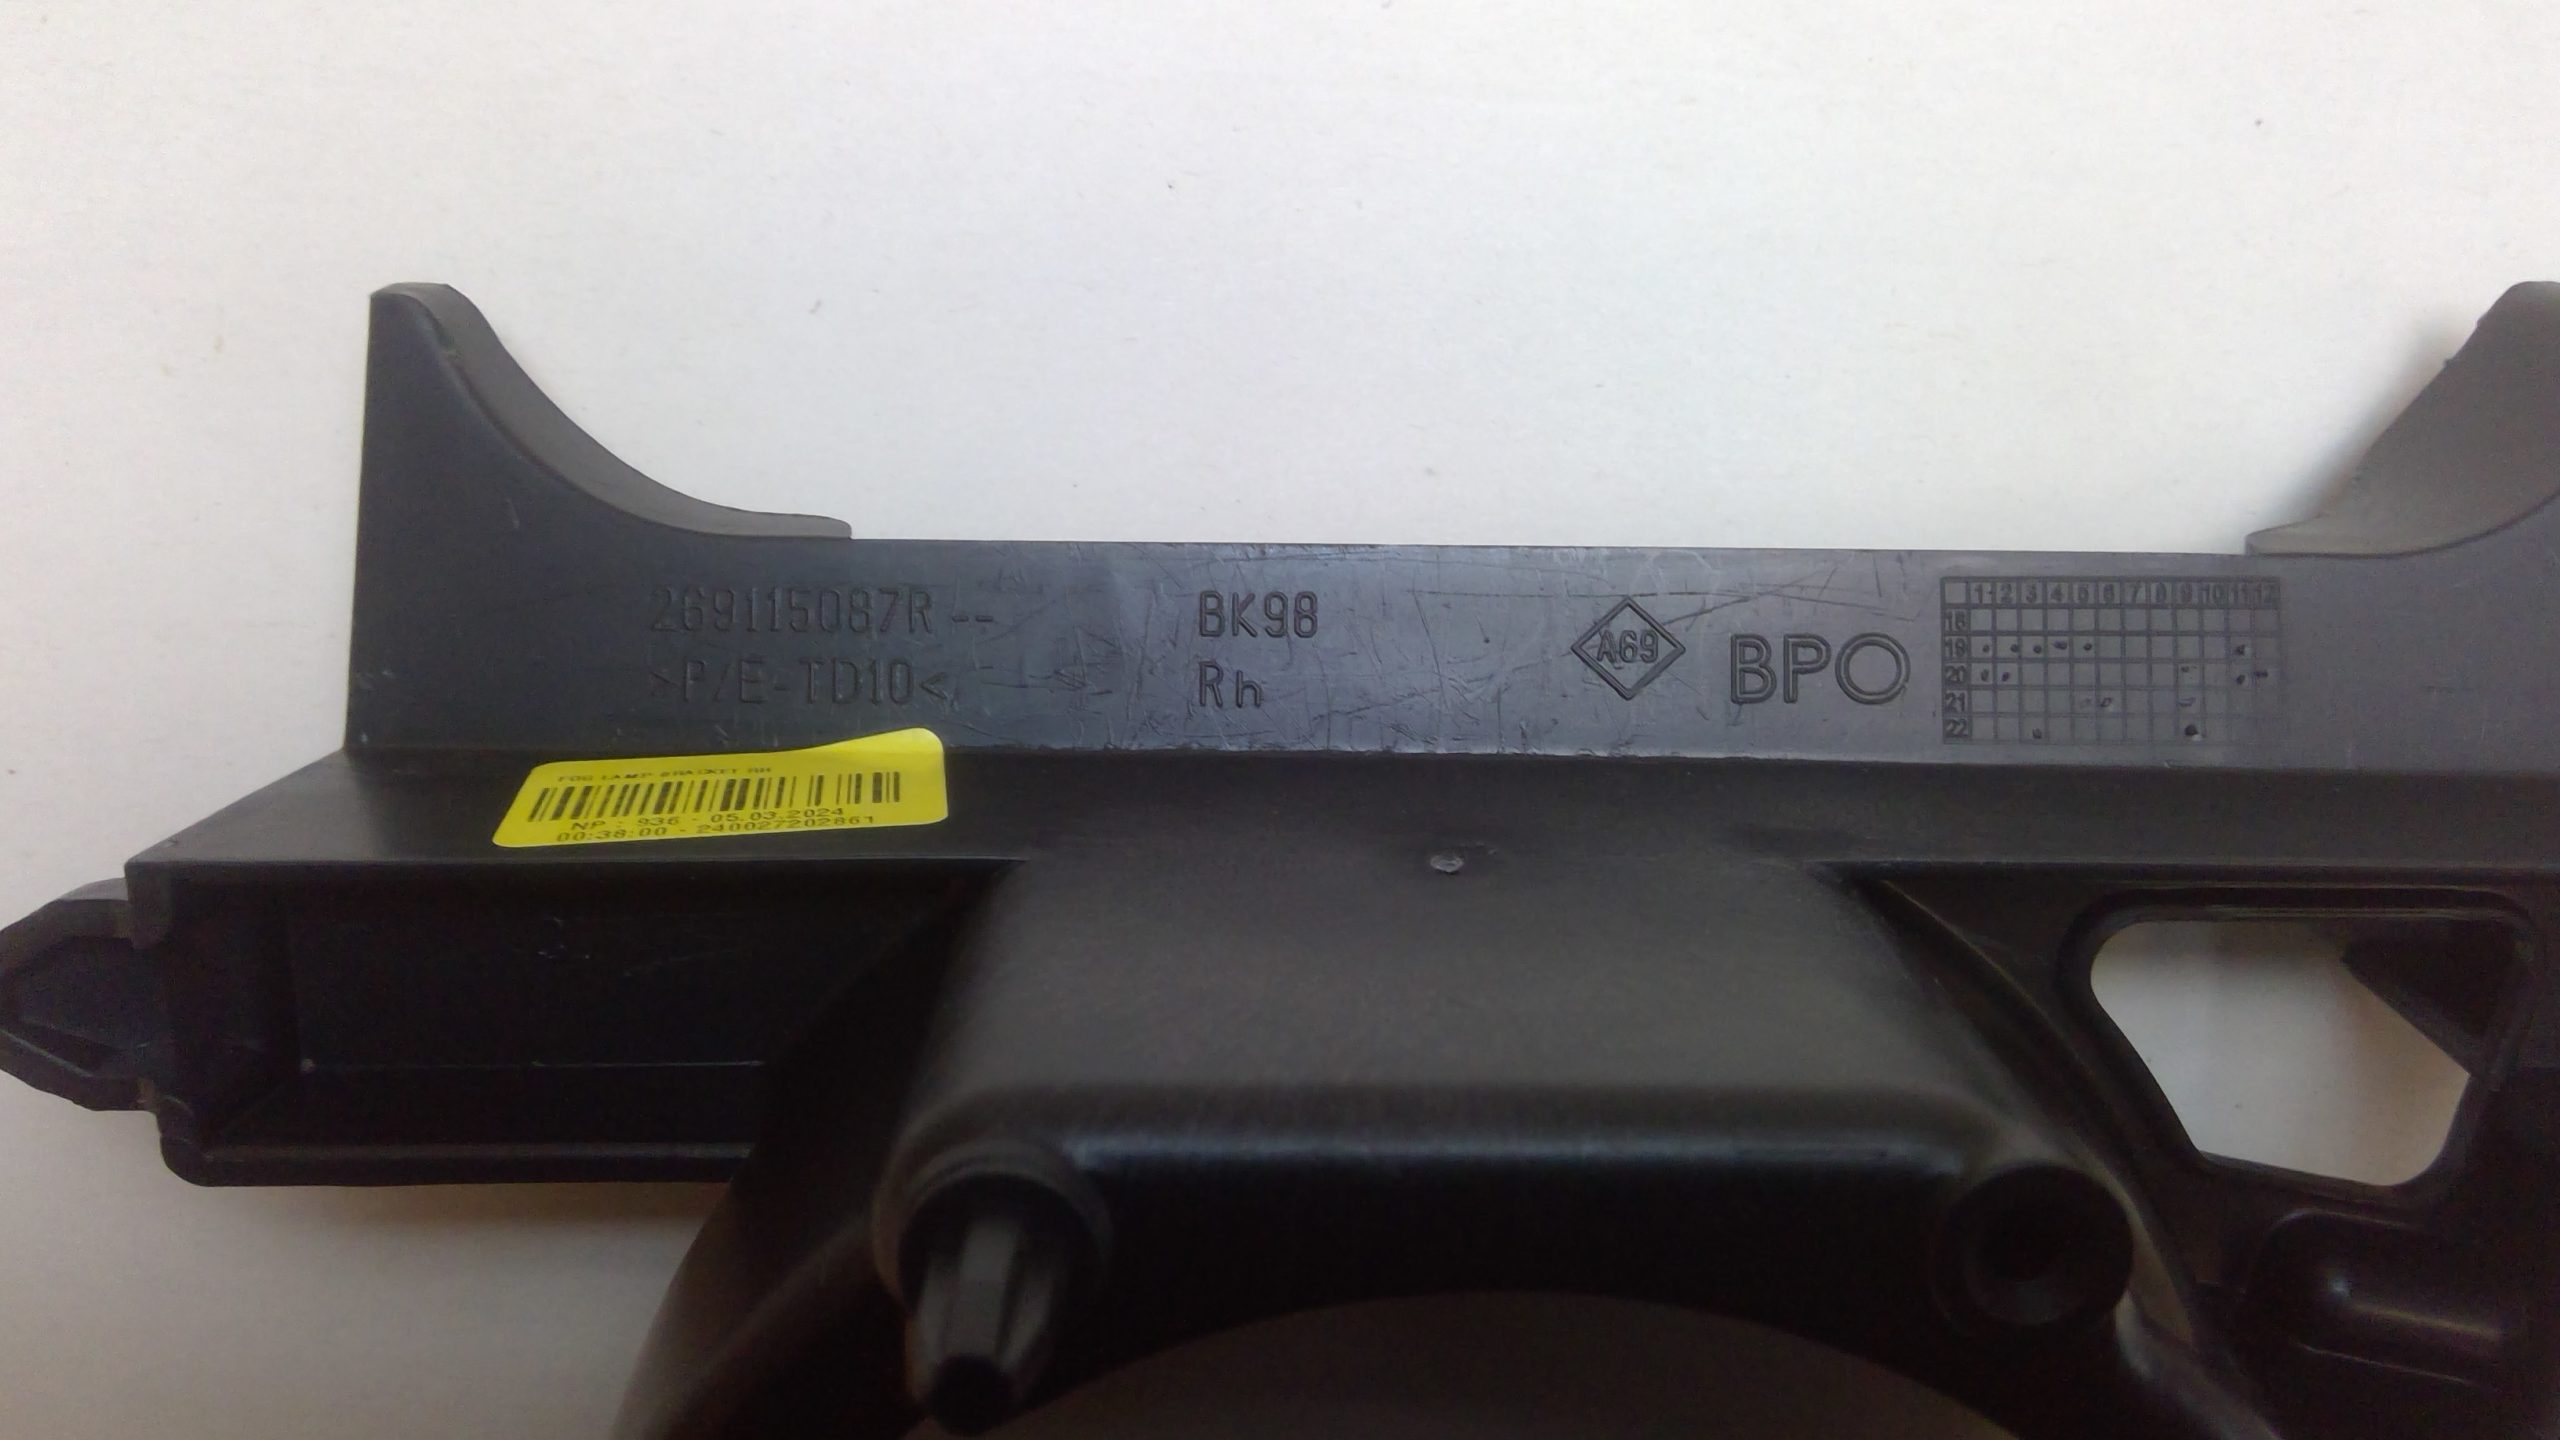 269115087R--
>P/E-TD10<
BK98
Rh
A69
BPO
1 2 3 4 5 6 7 8 9 10 11 12
18
19
20
21
22
FOG LAMP BRACKET RH
NP : 936 - 05.03.2024
00:38:00 - 240027202861